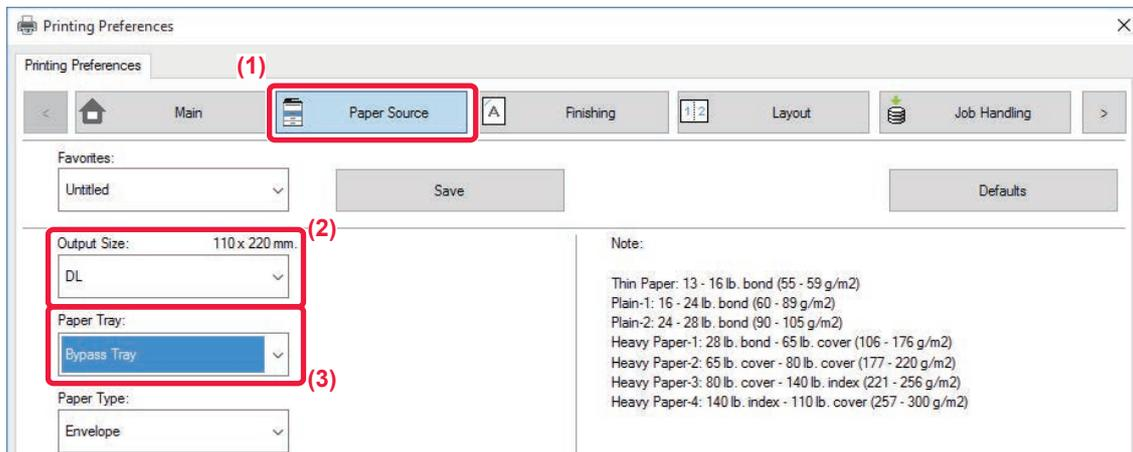 Printing Preferences
Printing Preferences
(1)
< Main Paper Source A Finishing 1 2 Layout Job Handling >
Favorites:
Untitled Save Defaults
(2)
Output Size: 110 x 220 mm.
DL
Paper Tray:
Bypass Tray
(3)
Paper Type:
Envelope
Note:
Thin Paper: 13 - 16 lb. bond (55 - 59 g/m2)
Plain-1: 16 - 24 lb. bond (60 - 89 g/m2)
Plain-2: 24 - 28 lb. bond (90 - 105 g/m2)
Heavy Paper-1: 28 lb. bond - 65 lb. cover (106 - 176 g/m2)
Heavy Paper-2: 65 lb. cover - 80 lb. cover (177 - 220 g/m2)
Heavy Paper-3: 80 lb. cover - 140 lb. index (221 - 256 g/m2)
Heavy Paper-4: 140 lb. index - 110 lb. cover (257 - 300 g/m2)